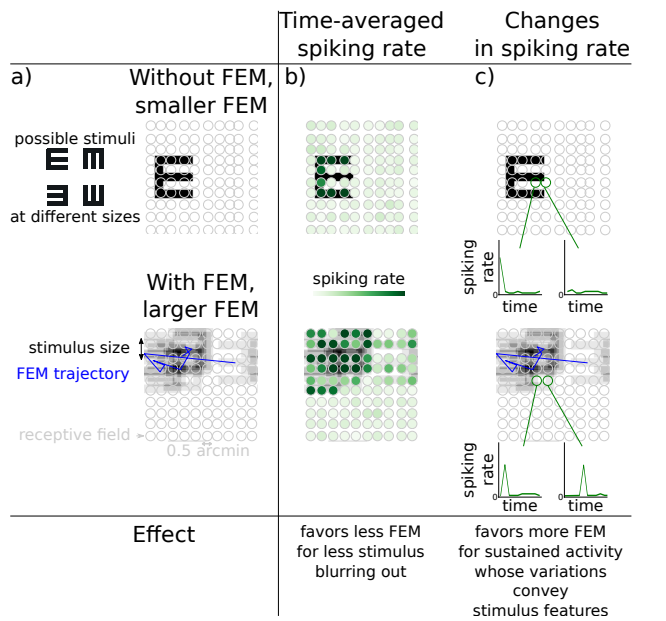 Time-averaged
spiking rate
Changes
in spiking rate
a)
Without FEM,
smaller FEM
b)
c)
possible stimuli
at different sizes
spiking
rate
0
time
time
With FEM,
larger FEM
spiking rate
stimulus size
FEM trajectory
receptive field
0.5 arcmin
spiking
rate
0
0
time
time
Effect
favors less FEM
for less stimulus
blurring out
favors more FEM
for sustained activity
whose variations
convey
stimulus features